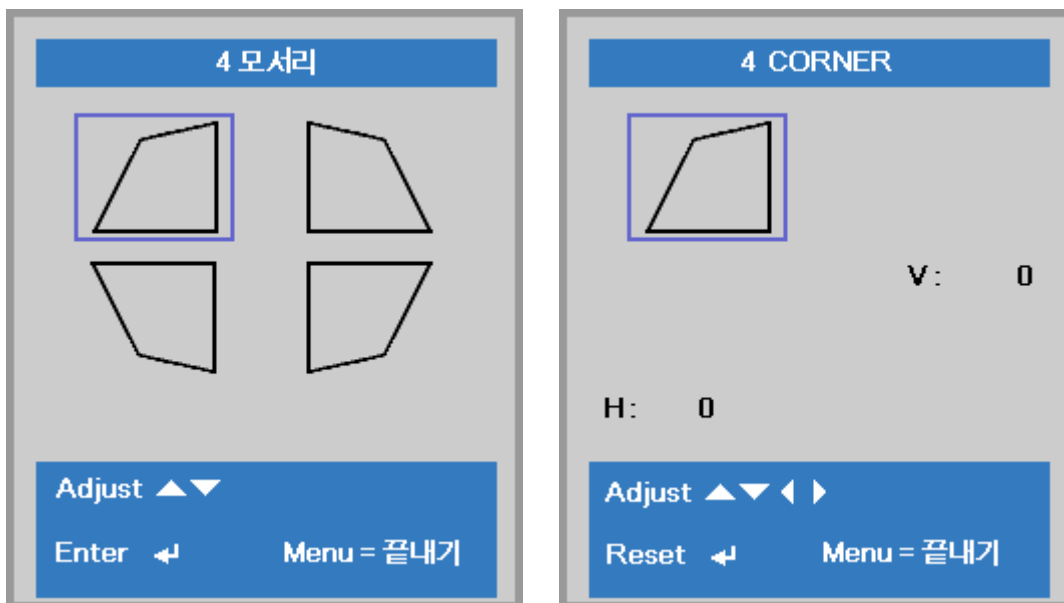 4 모서리
Adjust
Enter Menu = 끝내기
4 CORNER
V: 0
H: 0
Adjust
Reset Menu = 끝내기